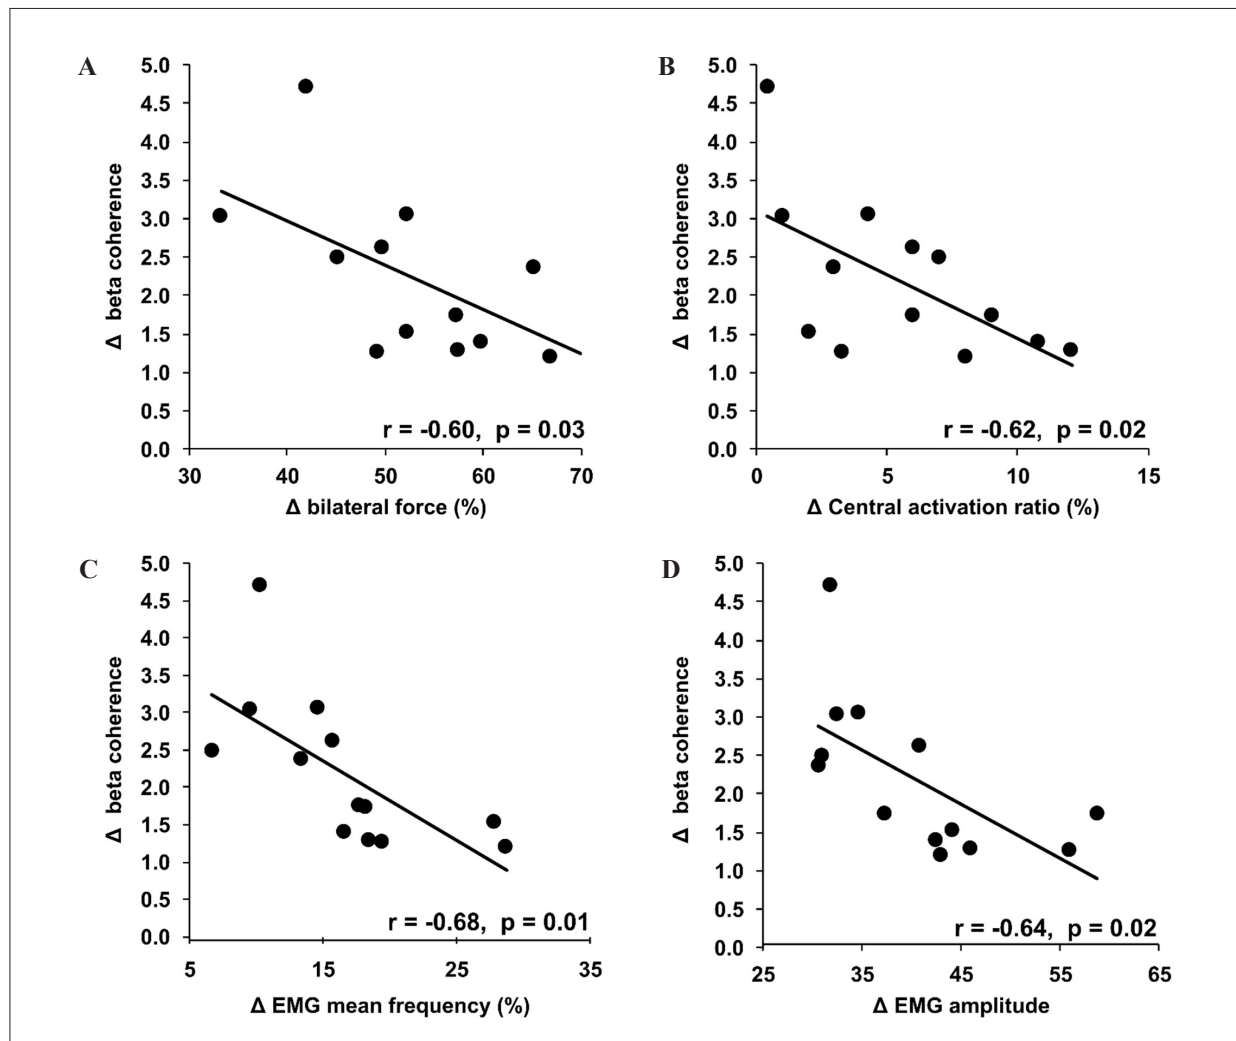 A
5.0
4.5
4.0
3.5
3.0
2.5
2.0
1.5
1.0
0.5
0.0
Δ beta coherence
r = -0.60, p = 0.03
30 40 50 60 70
Δ bilateral force (%)
B
5.0
4.5
4.0
3.5
3.0
2.5
2.0
1.5
1.0
0.5
0.0
Δ beta coherence
r = -0.62, p = 0.02
0 5 10 15
Δ Central activation ratio (%)
C
5.0
4.5
4.0
3.5
3.0
2.5
2.0
1.5
1.0
0.5
0.0
Δ beta coherence
r = -0.68, p = 0.01
5 15 25 35
Δ EMG mean frequency (%)
D
5.0
4.5
4.0
3.5
3.0
2.5
2.0
1.5
1.0
0.5
0.0
Δ beta coherence
r = -0.64, p = 0.02
25 35 45 55 65
Δ EMG amplitude